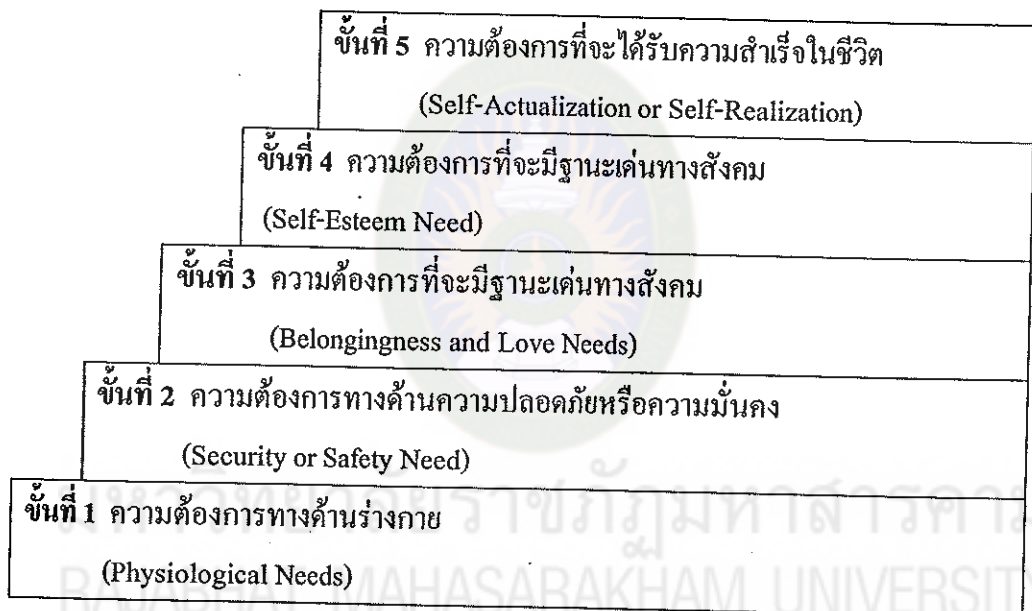 ขั้นที่ 5 ความต้องการที่จะได้รับความสำเร็จในชีวิต
(Self-Actualization or Self-Realization)
ขั้นที่ 4 ความต้องการที่จะมีฐานะเด่นทางสังคม
(Self-Esteem Need)
ขั้นที่ 3 ความต้องการที่จะมีฐานะเด่นทางสังคม
(Belongingness and Love Needs)
ขั้นที่ 2 ความต้องการทางด้านความปลอดภัยหรือความมั่นคง
(Security or Safety Need)
ขั้นที่ 1 ความต้องการทางด้านร่างกาย
(Physiological Needs)
มหาวิทยาลัยราชภัฏมหาสารคาม
RAJABHAT MAHASARAKHAM UNIVERSITY